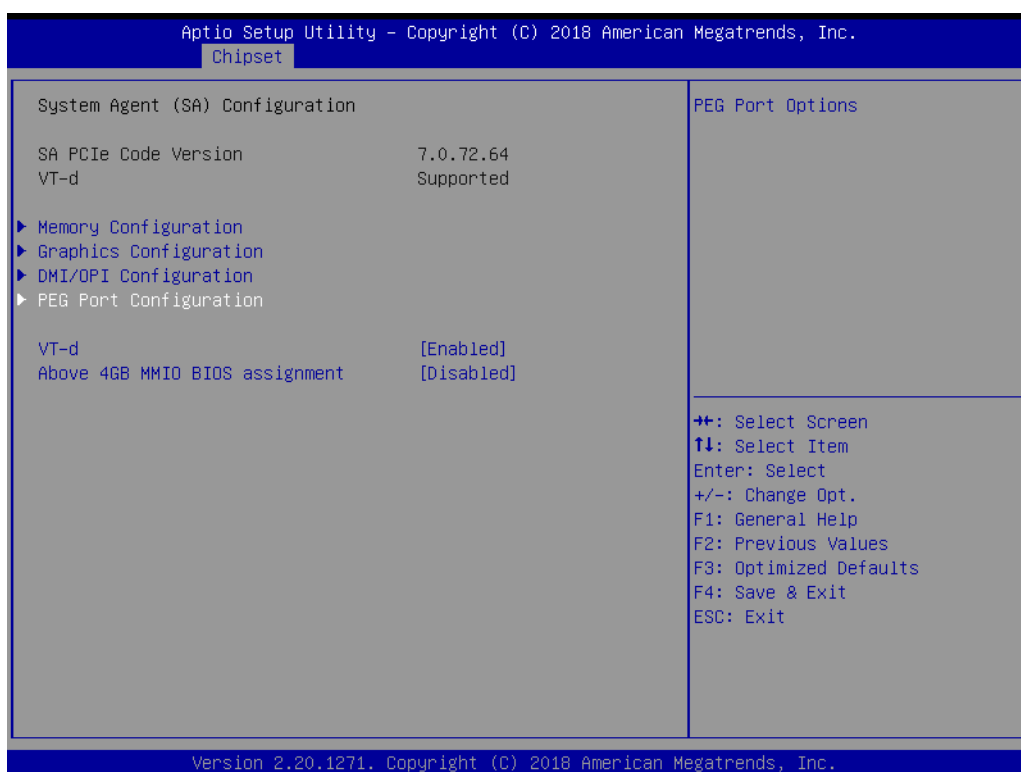 Aptio Setup Utility – Copyright (C) 2018 American Megatrends, Inc.
Chipset
System Agent (SA) Configuration
SA PCIe Code Version 7.0.72.64
VT-d Supported
▶ Memory Configuration
▶ Graphics Configuration
▶ DMI/OPI Configuration
▶ PEG Port Configuration
VT-d [Enabled]
Above 4GB MMIO BIOS assignment [Disabled]
PEG Port Options
→←: Select Screen
↑↓: Select Item
Enter: Select
+/-: Change Opt.
F1: General Help
F2: Previous Values
F3: Optimized Defaults
F4: Save & Exit
ESC: Exit
Version 2.20.1271. Copyright (C) 2018 American Megatrends, Inc.